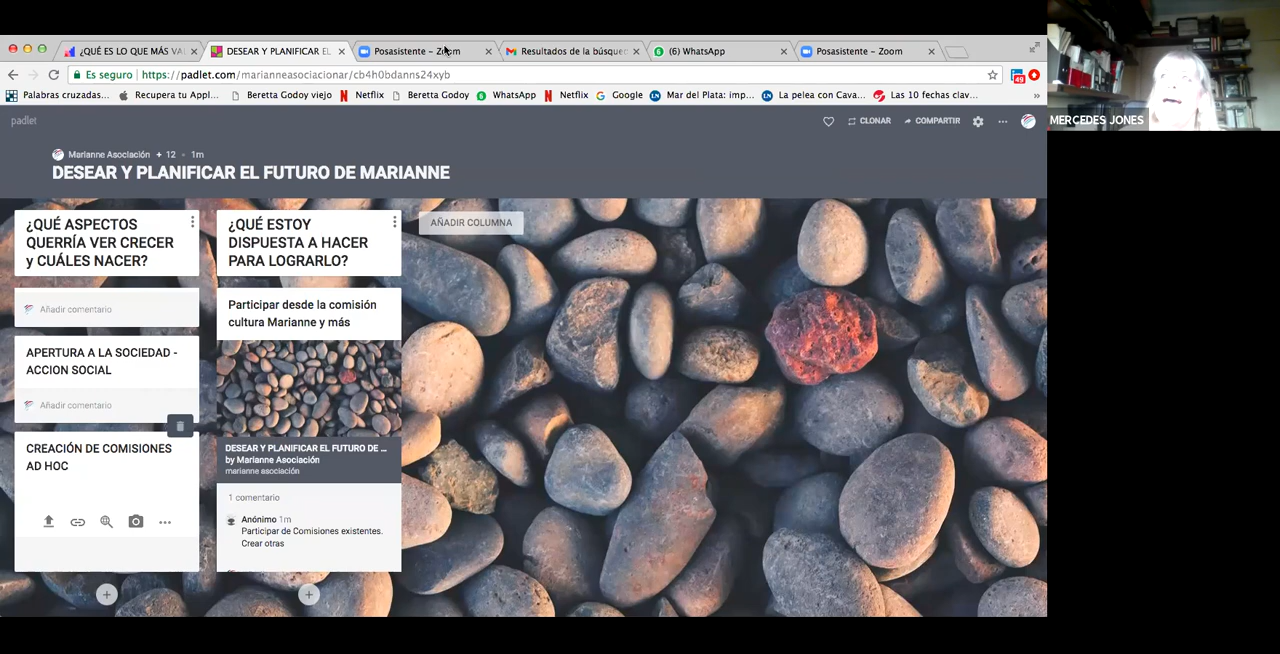 ¿QUÉ ES LO QUE MÁS VA
DESEAR Y PLANIFICAR EL
Posasistente – Zoom
Resultados de la búsque
(6) WhatsApp
Posasistente – Zoom
Es seguro
https://padlet.com/marianneasociacionar/cb4h0bdanns24xyb
49
Palabras cruzadas...
Recupera tu Appl...
Beretta Godoy viejo
Netflix
Beretta Godoy
WhatsApp
Netflix
Google
Mar del Plata: imp...
La pelea con Cava...
Las 10 fechas clav...
»
MERCEDES JONES
padlet
CLONAR
COMPARTIR
Marianne Asociación + 12 • 1m
DESEAR Y PLANIFICAR EL FUTURO DE MARIANNE
¿QUÉ ASPECTOS
QUERRÍA VER CRECER
y CUÁLES NACER?
Añadir comentario
APERTURA A LA SOCIEDAD -
ACCION SOCIAL
Añadir comentario
CREACIÓN DE COMISIONES
AD HOC
¿QUÉ ESTOY
DISPUESTA A HACER
PARA LOGRARLO?
Participar desde la comisión
cultura Marianne y más
DESEAR Y PLANIFICAR EL FUTURO DE ...
by Marianne Asociación
marianne asociación
1 comentario
Anónimo 1m
Participar de Comisiones existentes.
Crear otras
AÑADIR COLUMNA